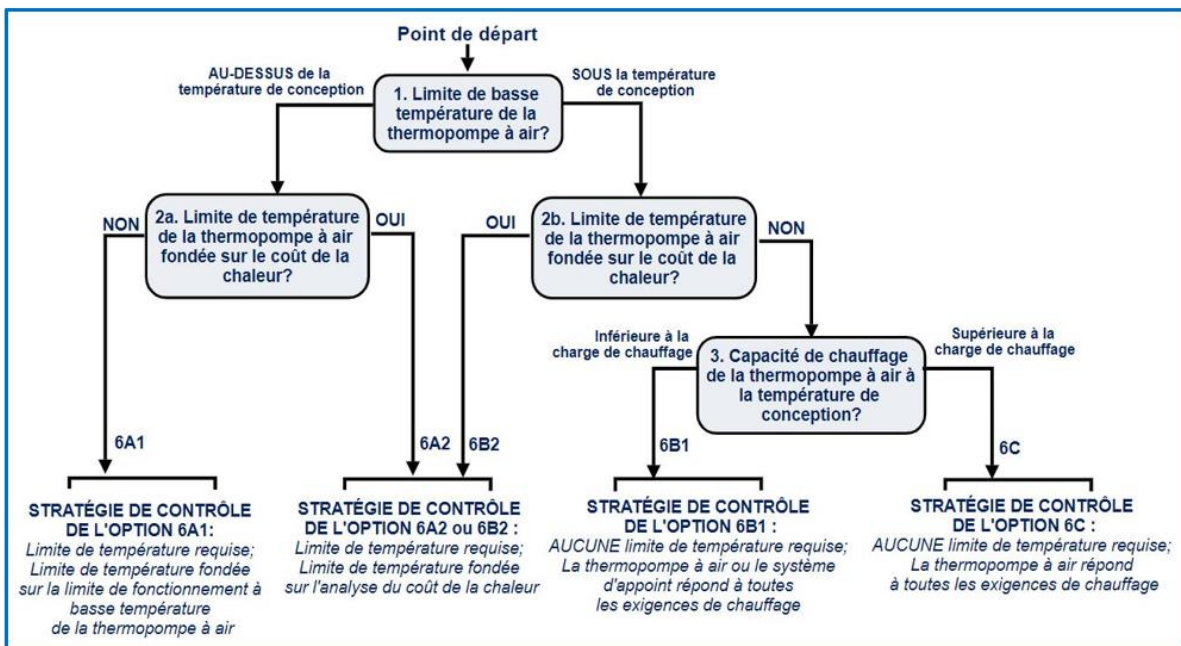 Point de départ
AU-DESSUS de la
température de conception
SOUS la température
de conception
1. Limite de basse
température de la
thermopompe à air?
NON
2a. Limite de température
de la thermopompe à air
fondée sur le coût de la
chaleur?
OUI
OUI
2b. Limite de température
de la thermopompe à air
fondée sur le coût de la
chaleur?
NON
Inférieure à la
charge de chauffage
Supérieure à la
charge de chauffage
3. Capacité de chauffage
de la thermopompe à air à
la température de
conception?
6A1
6A2
6B2
6B1
6C
STRATÉGIE DE CONTRÔLE
DE L'OPTION 6A1:
Limite de température requise;
Limite de température fondée
sur la limite de fonctionnement à
basse température
de la thermopompe à air
STRATÉGIE DE CONTRÔLE
DE L'OPTION 6A2 ou 6B2 :
Limite de température requise;
Limite de température fondée
sur l'analyse du coût de la chaleur
STRATÉGIE DE CONTRÔLE
DE L'OPTION 6B1 :
AUCUNE limite de température requise;
La thermopompe à air ou le système
d'appoint répond à toutes
les exigences de chauffage
STRATÉGIE DE CONTRÔLE
DE L'OPTION 6C :
AUCUNE limite de température requise;
La thermopompe à air répond
à toutes les exigences de chauffage